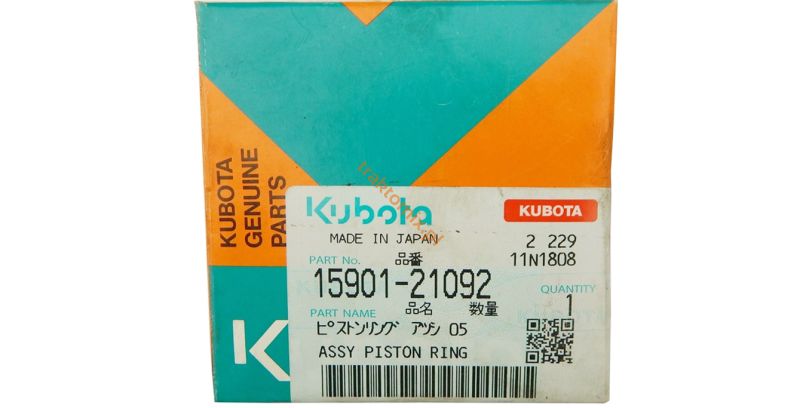 KUBOTA
GENUINE
PARTS
Kubota
KUBOTA
MADE IN JAPAN
2 229
PART No.
品番
11N1808
15901-21092
QUANTITY
品名
数量
1
PART NAME
ピストンリング アツシ 05
ASSY PISTON RING
K